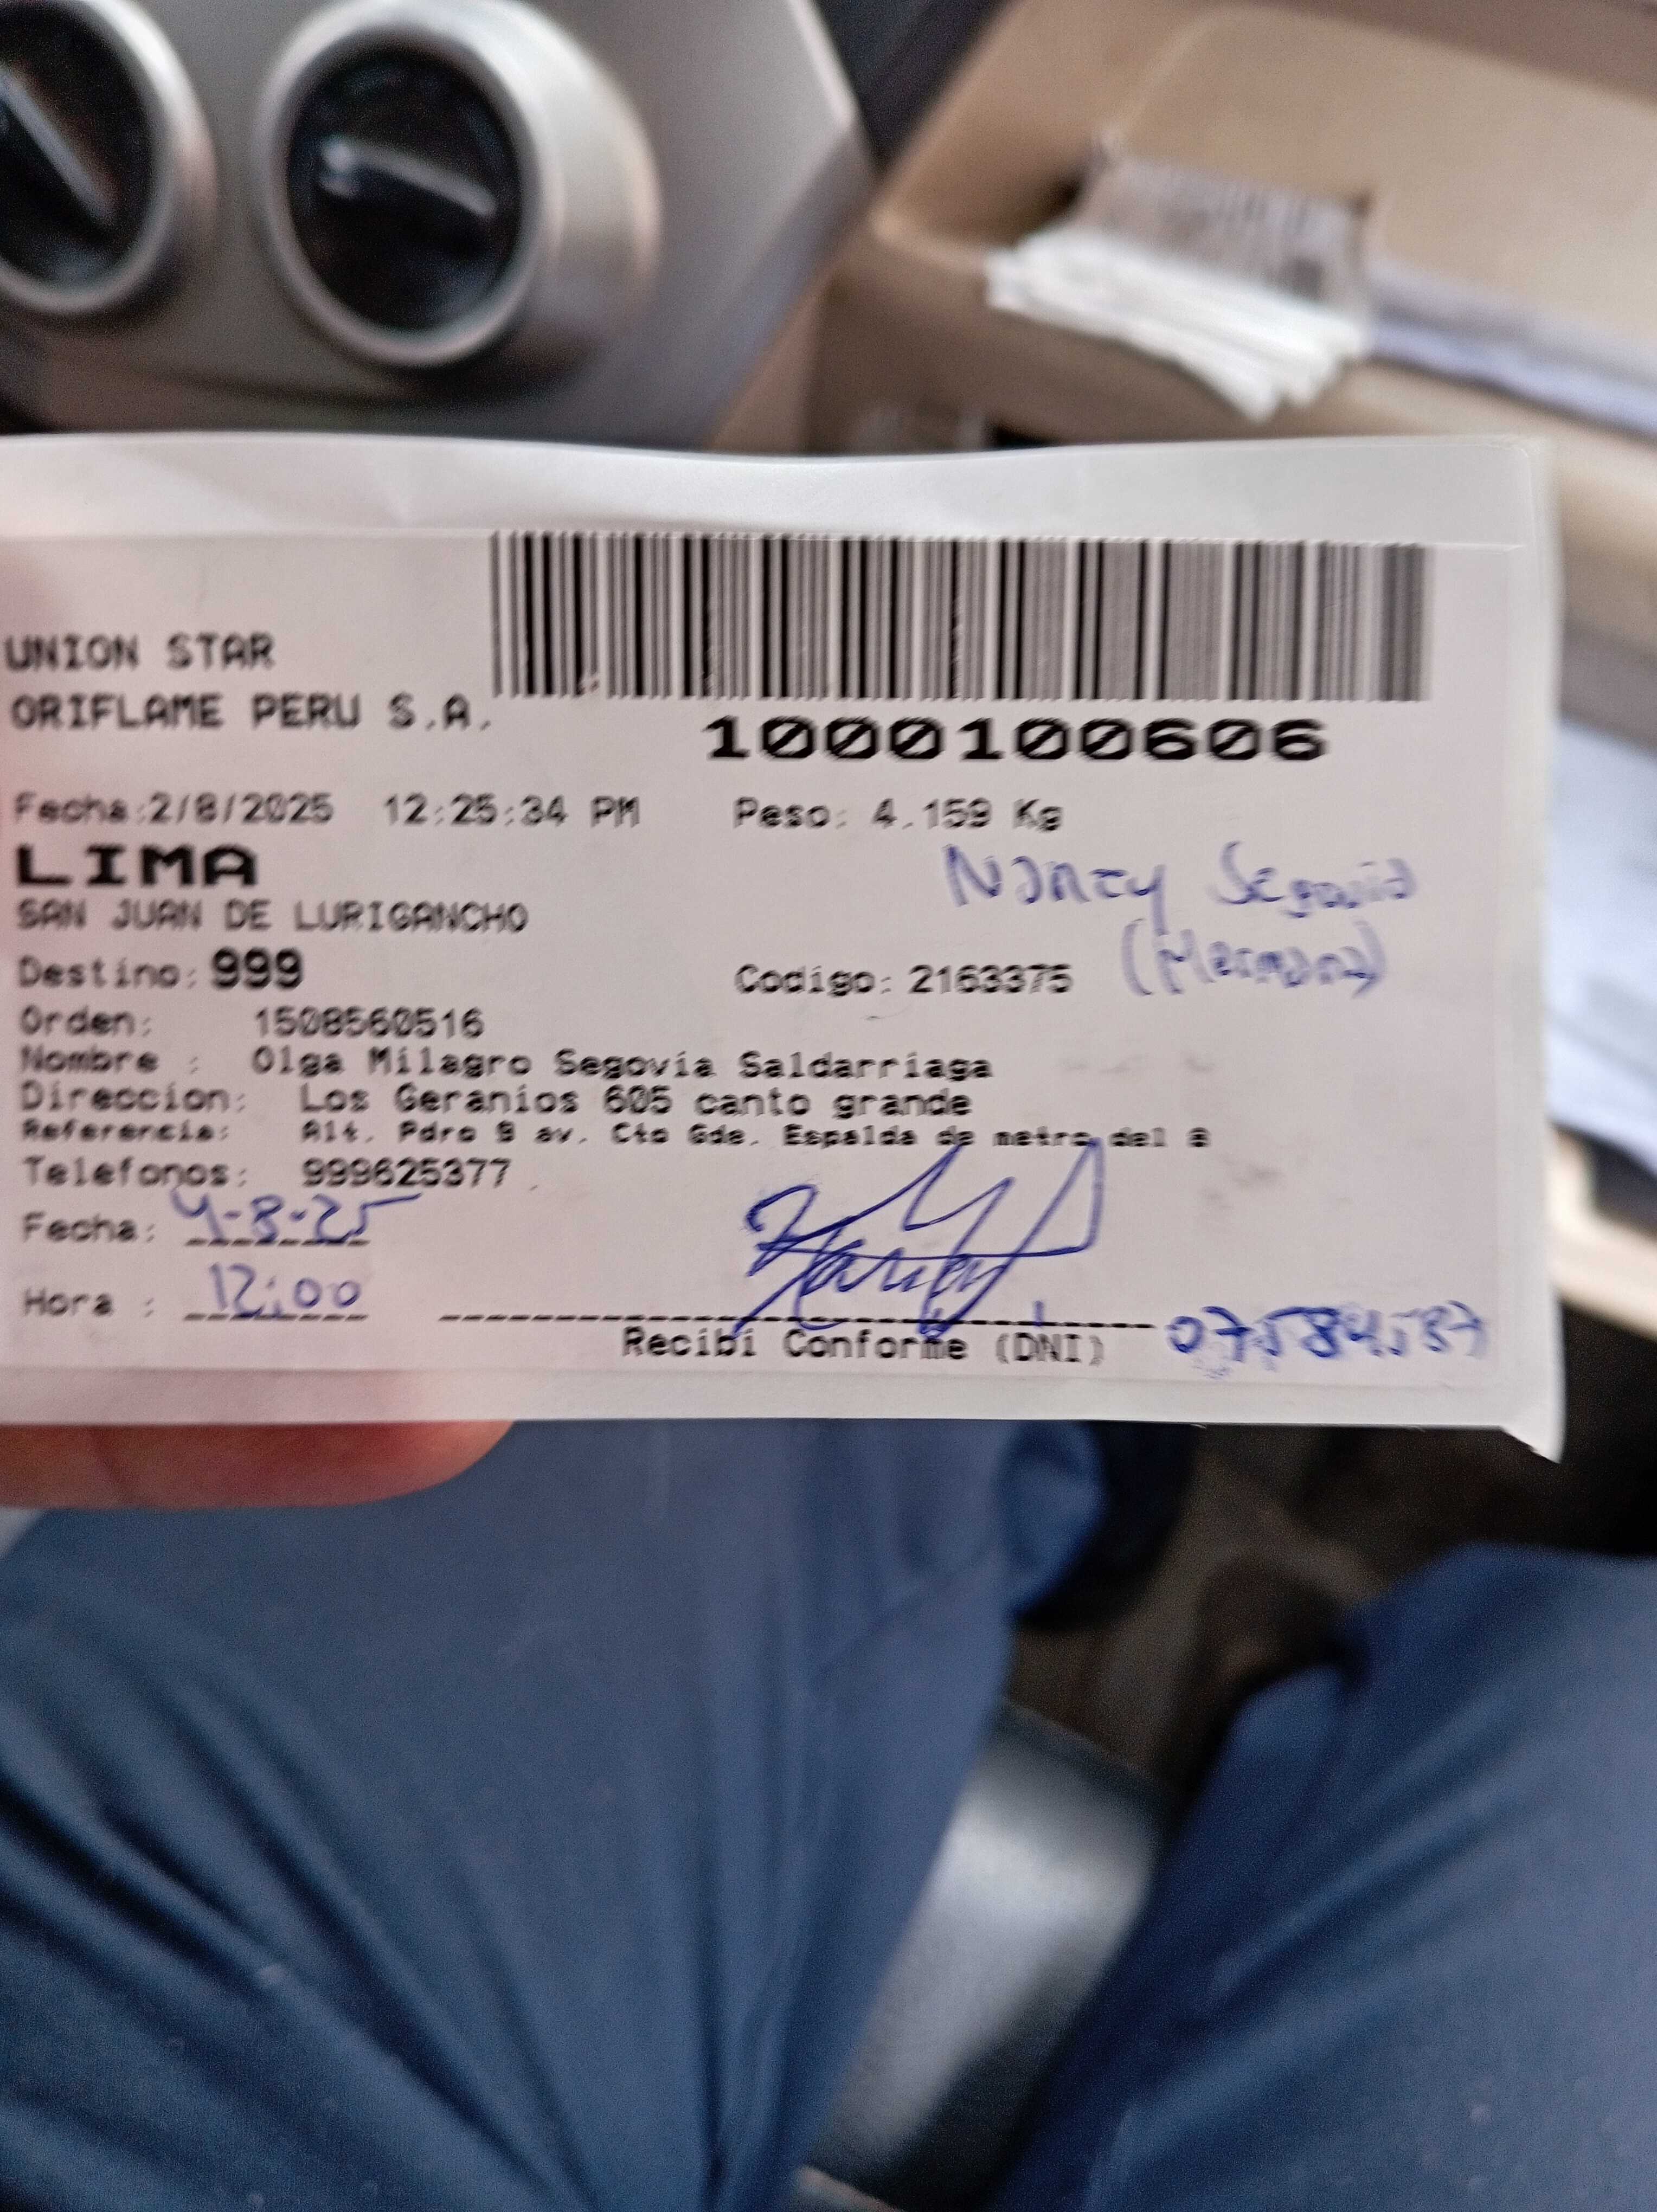 UNION STAR
ORIFLAME PERU S.A.
1000100606
Fecha:2/8/2025 12:25:34 PM Peso: 4.159 Kg
LIMA
Nancy Segovia
SAN JUAN DE LURIGANCHO
(Hermana)
Destino: 999 Codigo: 2163375
Orden: 1508560516
Nombre : Olga Milagro Segovia Saldarriaga
Direccion: Los Geranios 605 canto grande
Referencia: Alt. Pdro 9 av. Cto Gde. Espalda de metro del 8
Telefonos: 999625377
Fecha: 4-8-25
Hora : 12:00
Recibi Conforme (DNI) 07584587